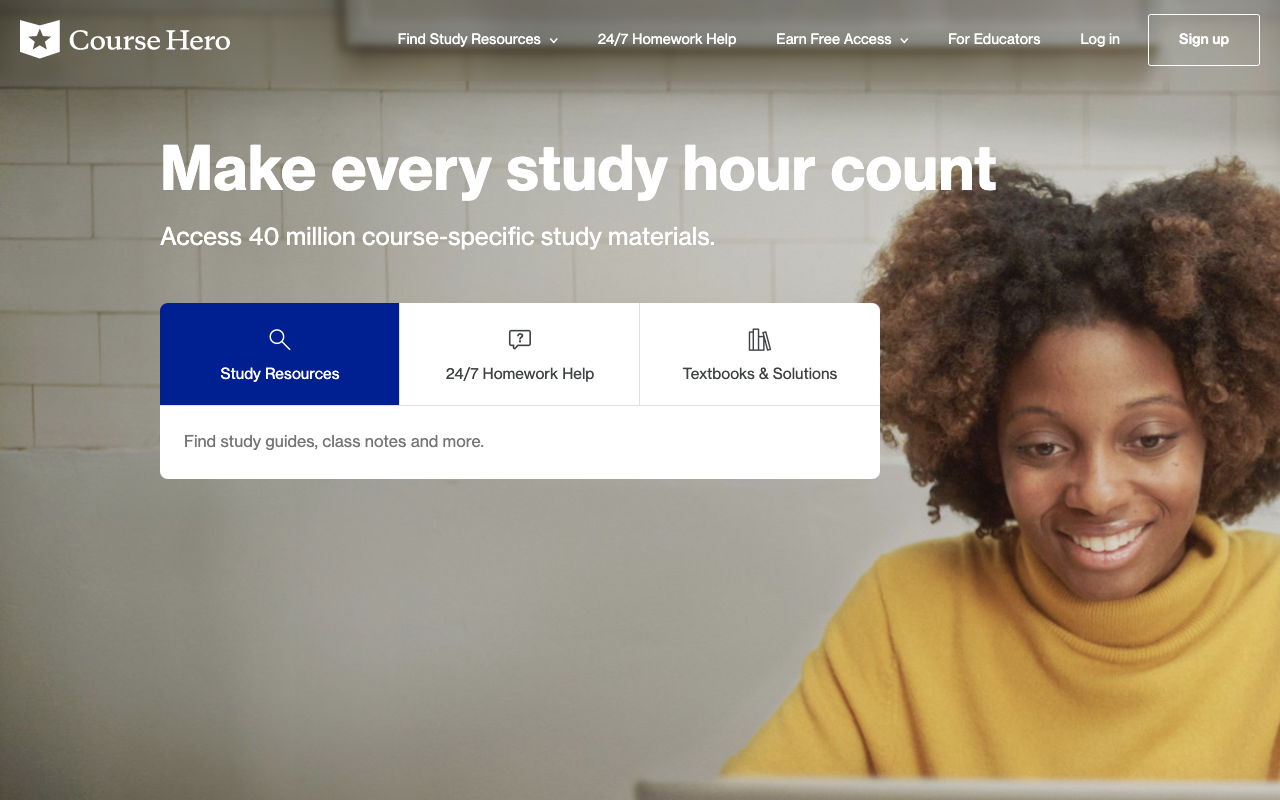 Course Hero
Find Study Resources
24/7 Homework Help
Earn Free Access
For Educators
Log in
Sign up
Make every study hour count
Access 40 million course-specific study materials.
Study Resources
24/7 Homework Help
Textbooks & Solutions
Find study guides, class notes and more.